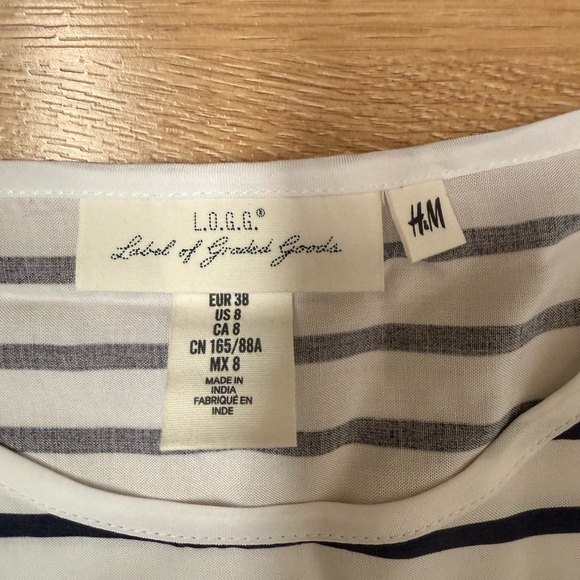 L.O.G.G.®
Label of Graded Goods
H&M
EUR 38
US 8
CA 8
CN 165/88A
MX 8
MADE IN
INDIA
FABRIQUÉ EN
INDE